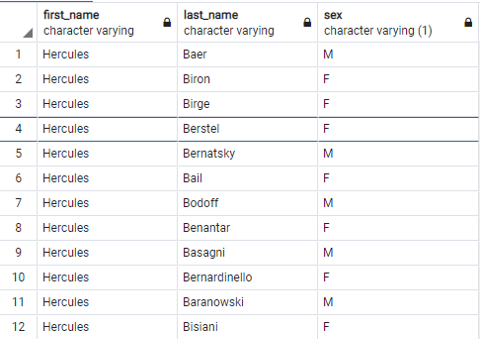 first_name last_name sex
character varying character varying character varying (1)
1 Hercules Baer M
2 Hercules Biron F
3 Hercules Birge F
4 Hercules Berstel F
5 Hercules Bernatsky M
6 Hercules Bail F
7 Hercules Bodoff M
8 Hercules Benantar F
9 Hercules Basagni M
10 Hercules Bernardinello F
11 Hercules Baranowski M
12 Hercules Bisiani F